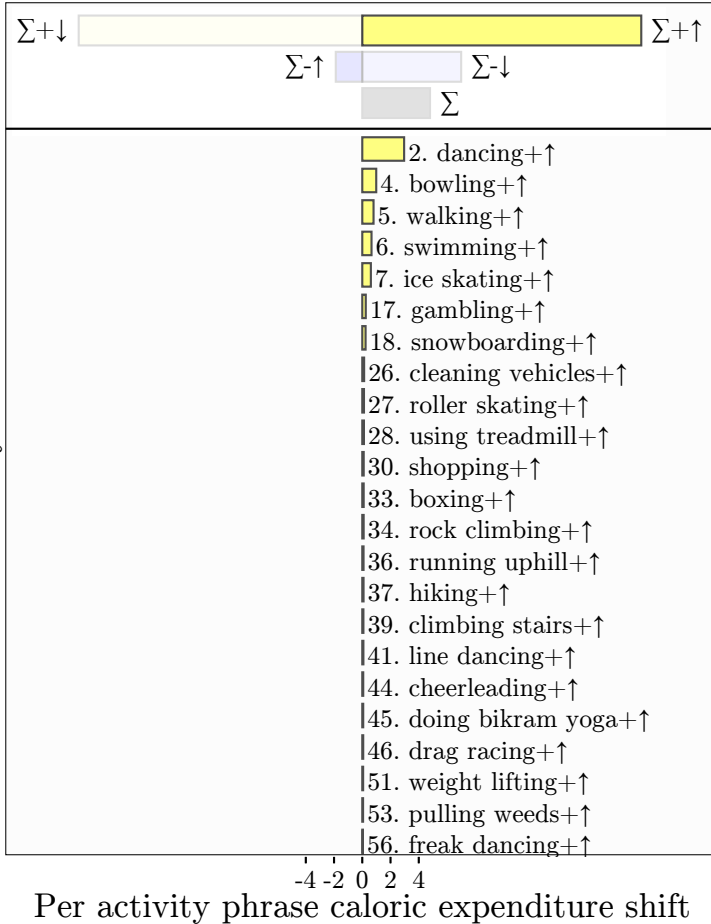 ∑+↓ ∑+↑
∑-↑ ∑-↓
∑
2. dancing+↑
4. bowling+↑
5. walking+↑
6. swimming+↑
7. ice skating+↑
17. gambling+↑
18. snowboarding+↑
26. cleaning vehicles+↑
27. roller skating+↑
28. using treadmill+↑
30. shopping+↑
33. boxing+↑
34. rock climbing+↑
36. running uphill+↑
37. hiking+↑
39. climbing stairs+↑
41. line dancing+↑
44. cheerleading+↑
45. doing bikram yoga+↑
46. drag racing+↑
51. weight lifting+↑
53. pulling weeds+↑
56. freak dancing+↑
-4 -2 0 2 4
Per activity phrase caloric expenditure shift